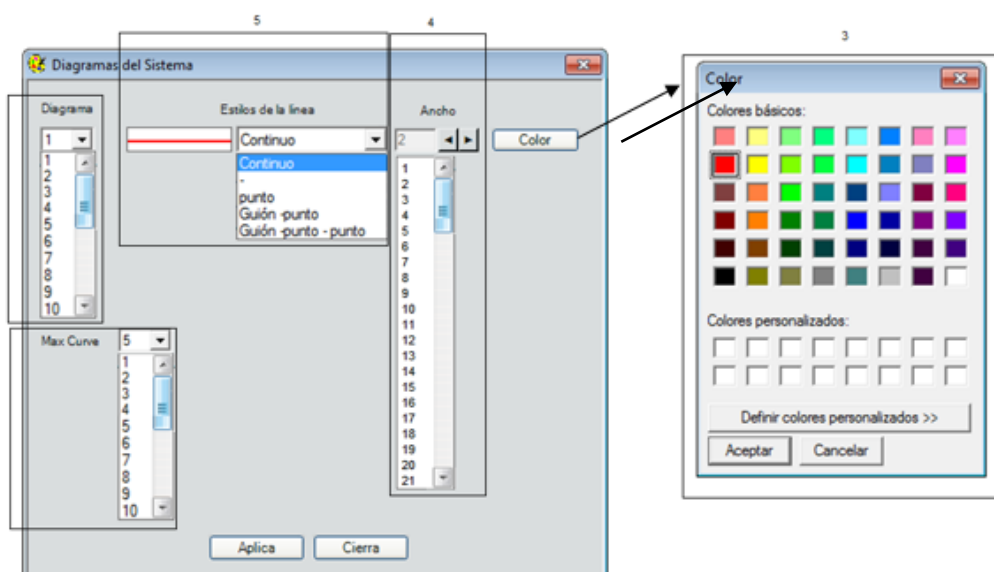 5
4
3
Diagramas del Sistema
Color
Diagrama
Estilos de la línea
Ancho
Colores básicos:
1
Continuo
2
Color
1
2
3
4
5
6
7
8
9
10
Continuo
-
punto
Guión -punto
Guión -punto - punto
1
2
3
4
5
6
7
8
9
10
11
12
13
14
15
16
17
18
19
20
21
Max Curve
5
1
2
3
4
5
6
7
8
9
10
Colores personalizados:
Definir colores personalizados >>
Aceptar
Cancelar
Aplica
Cierra